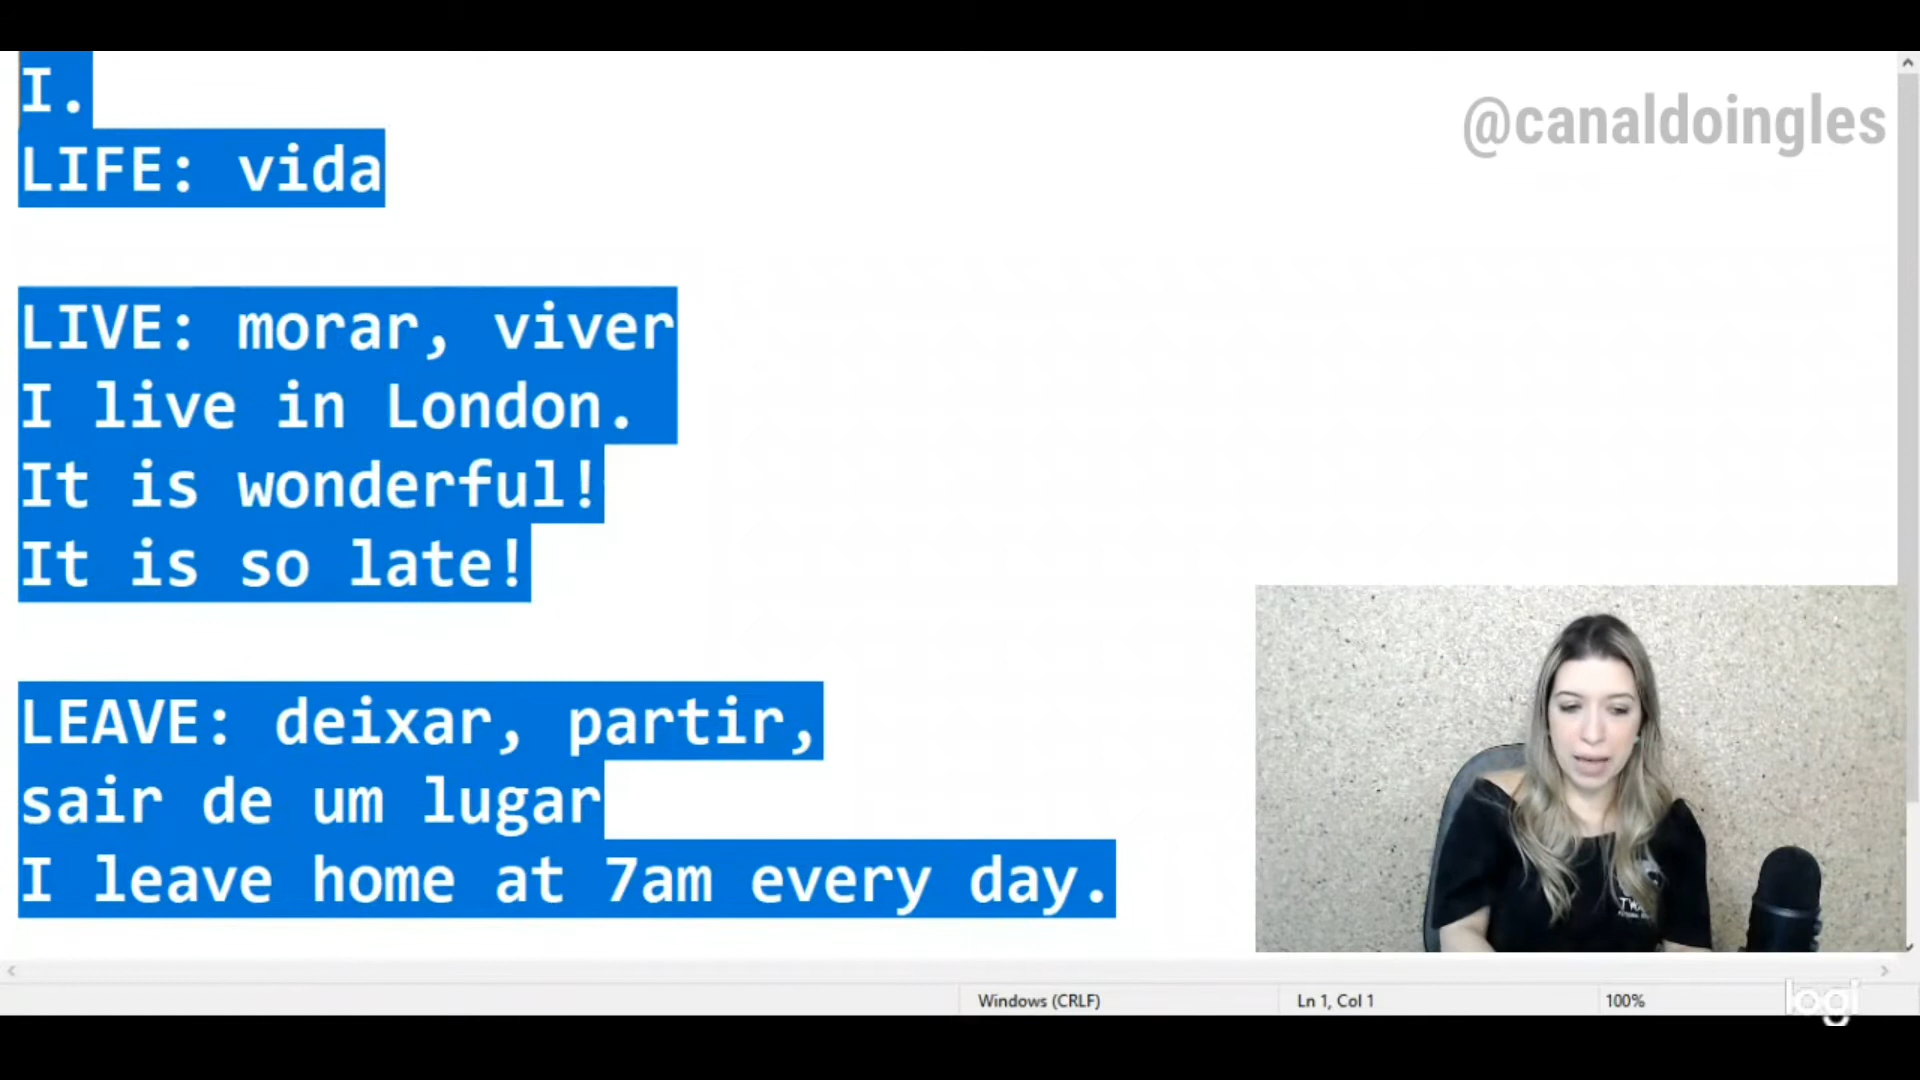 I.
@canaldoingles
LIFE: vida
LIVE: morar, viver
I live in London.
It is wonderful!
It is so late!
LEAVE: deixar, partir,
sair de um lugar
I leave home at 7am every day.
Windows (CRLF)
Ln 1, Col 1
100%
logi